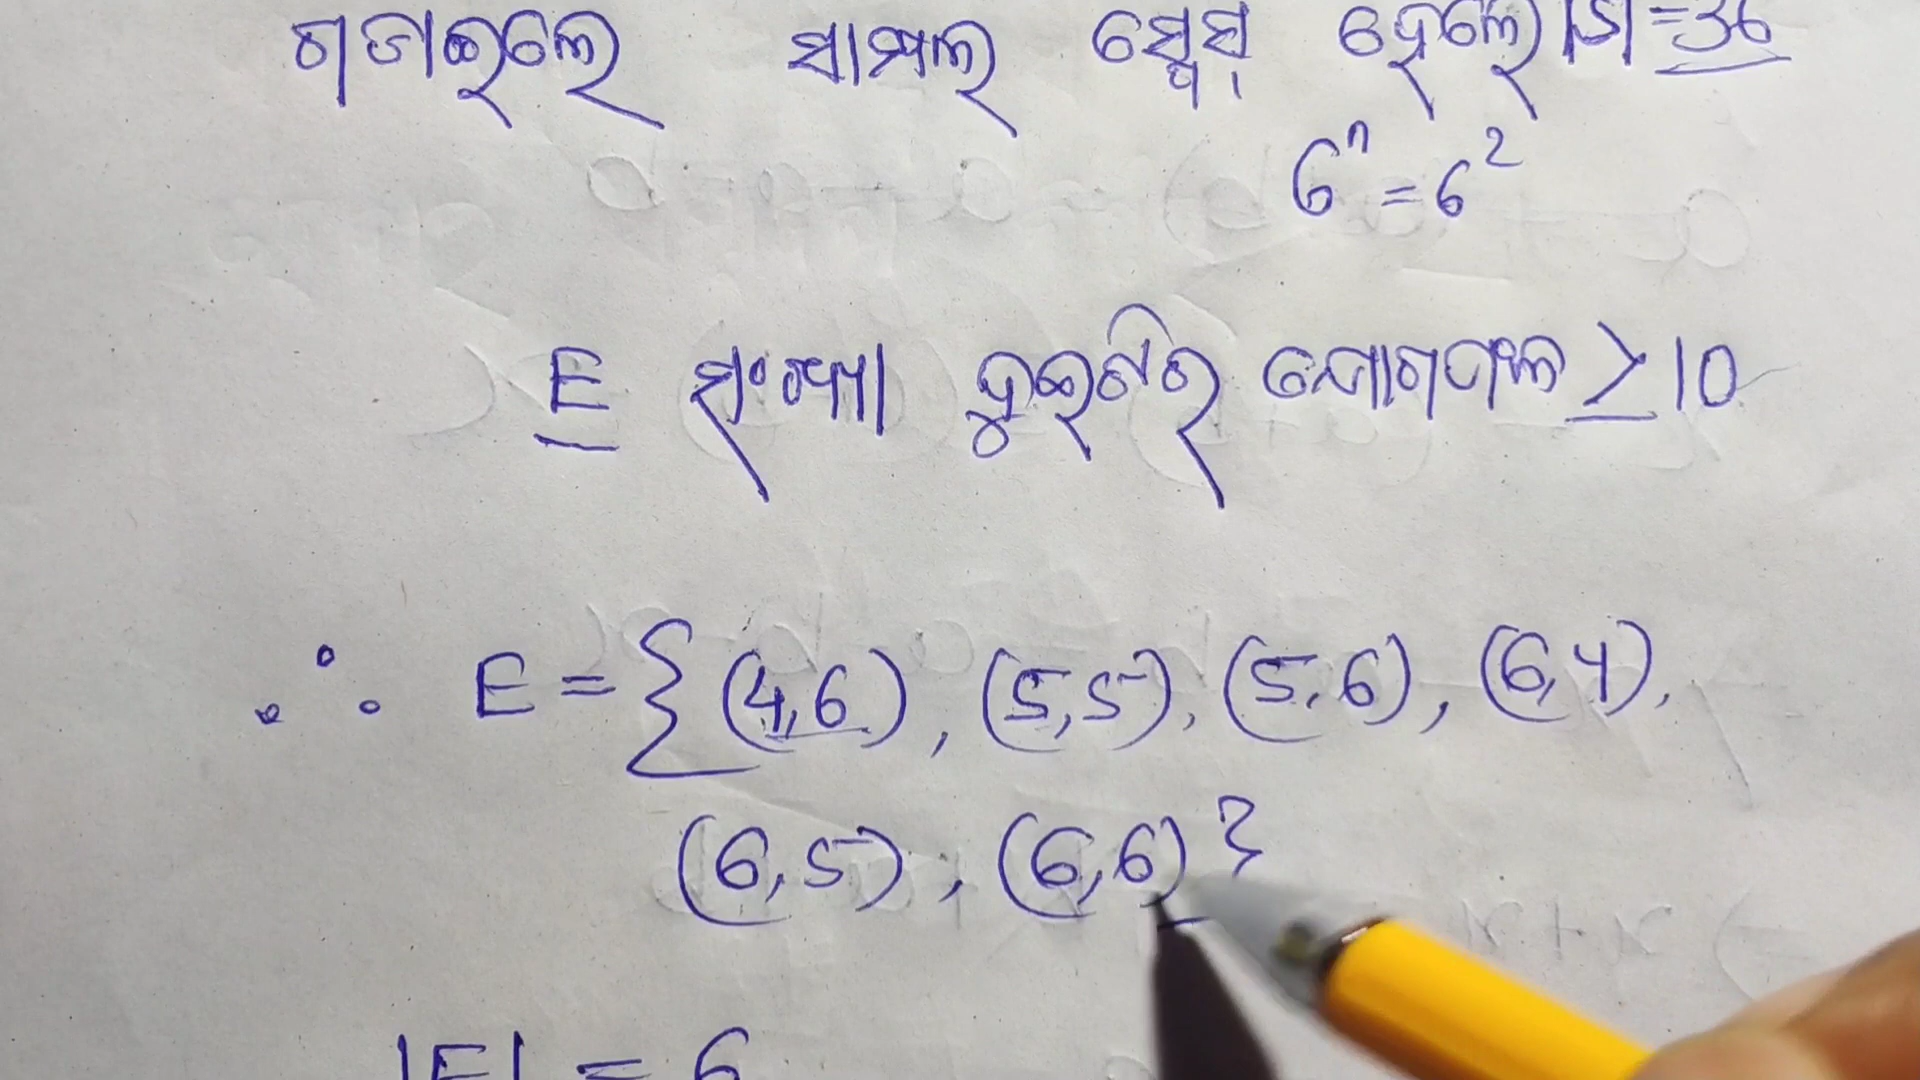 ଗଡାଇଲେ ସାମ୍ପଲ ସ୍ପେସ୍ ହେଲେ |S| = 36
6ⁿ = 6²
E ସଂଖ୍ୟା ଦୁଇଟିର ଯୋଗଫଳ ≥ 10
∴ E = {(4,6), (5,5), (5,6), (6,4),
(6,5), (6,6)}
|E| = 6